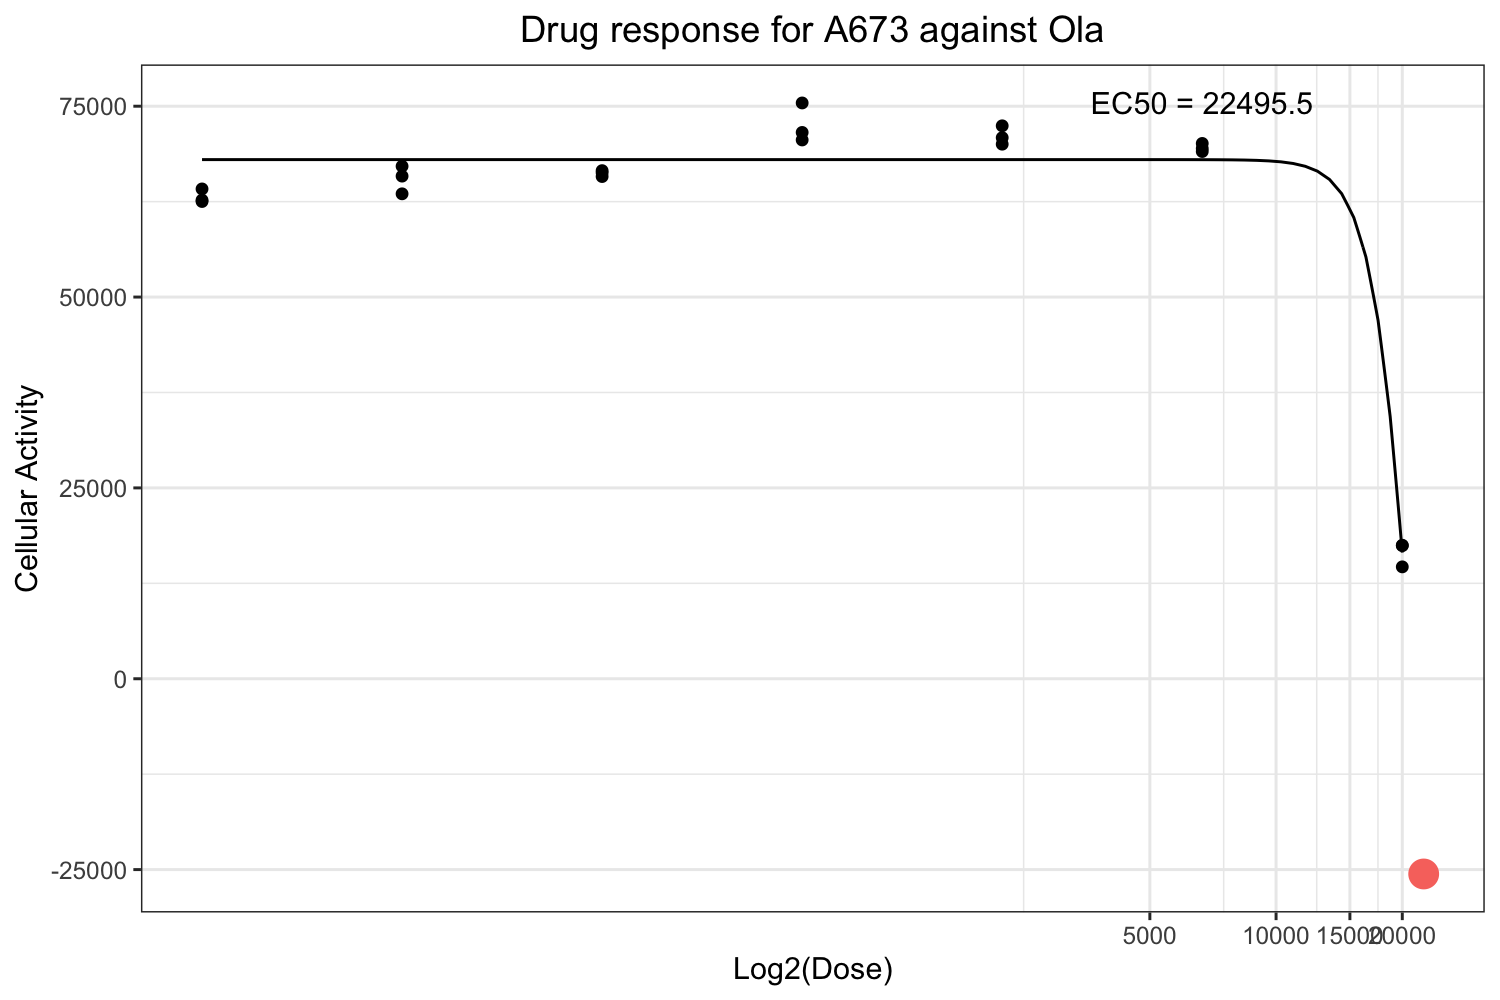 Drug response for A673 against Ola
EC50 = 22495.5
75000
50000
25000
0
-25000
Cellular Activity
5000 10000 15000 20000
Log2(Dose)